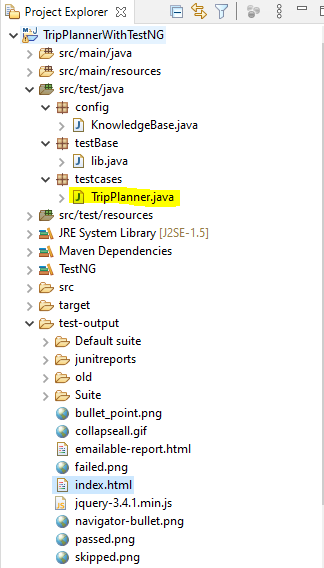 Project Explorer
TripPlannerWithTestNG
src/main/java
src/main/resources
src/test/java
config
KnowledgeBase.java
testBase
lib.java
testcases
TripPlanner.java
src/test/resources
JRE System Library [J2SE-1.5]
Maven Dependencies
TestNG
src
target
test-output
Default suite
junitreports
old
Suite
bullet_point.png
collapseall.gif
emailable-report.html
failed.png
index.html
jquery-3.4.1.min.js
navigator-bullet.png
passed.png
skipped.png